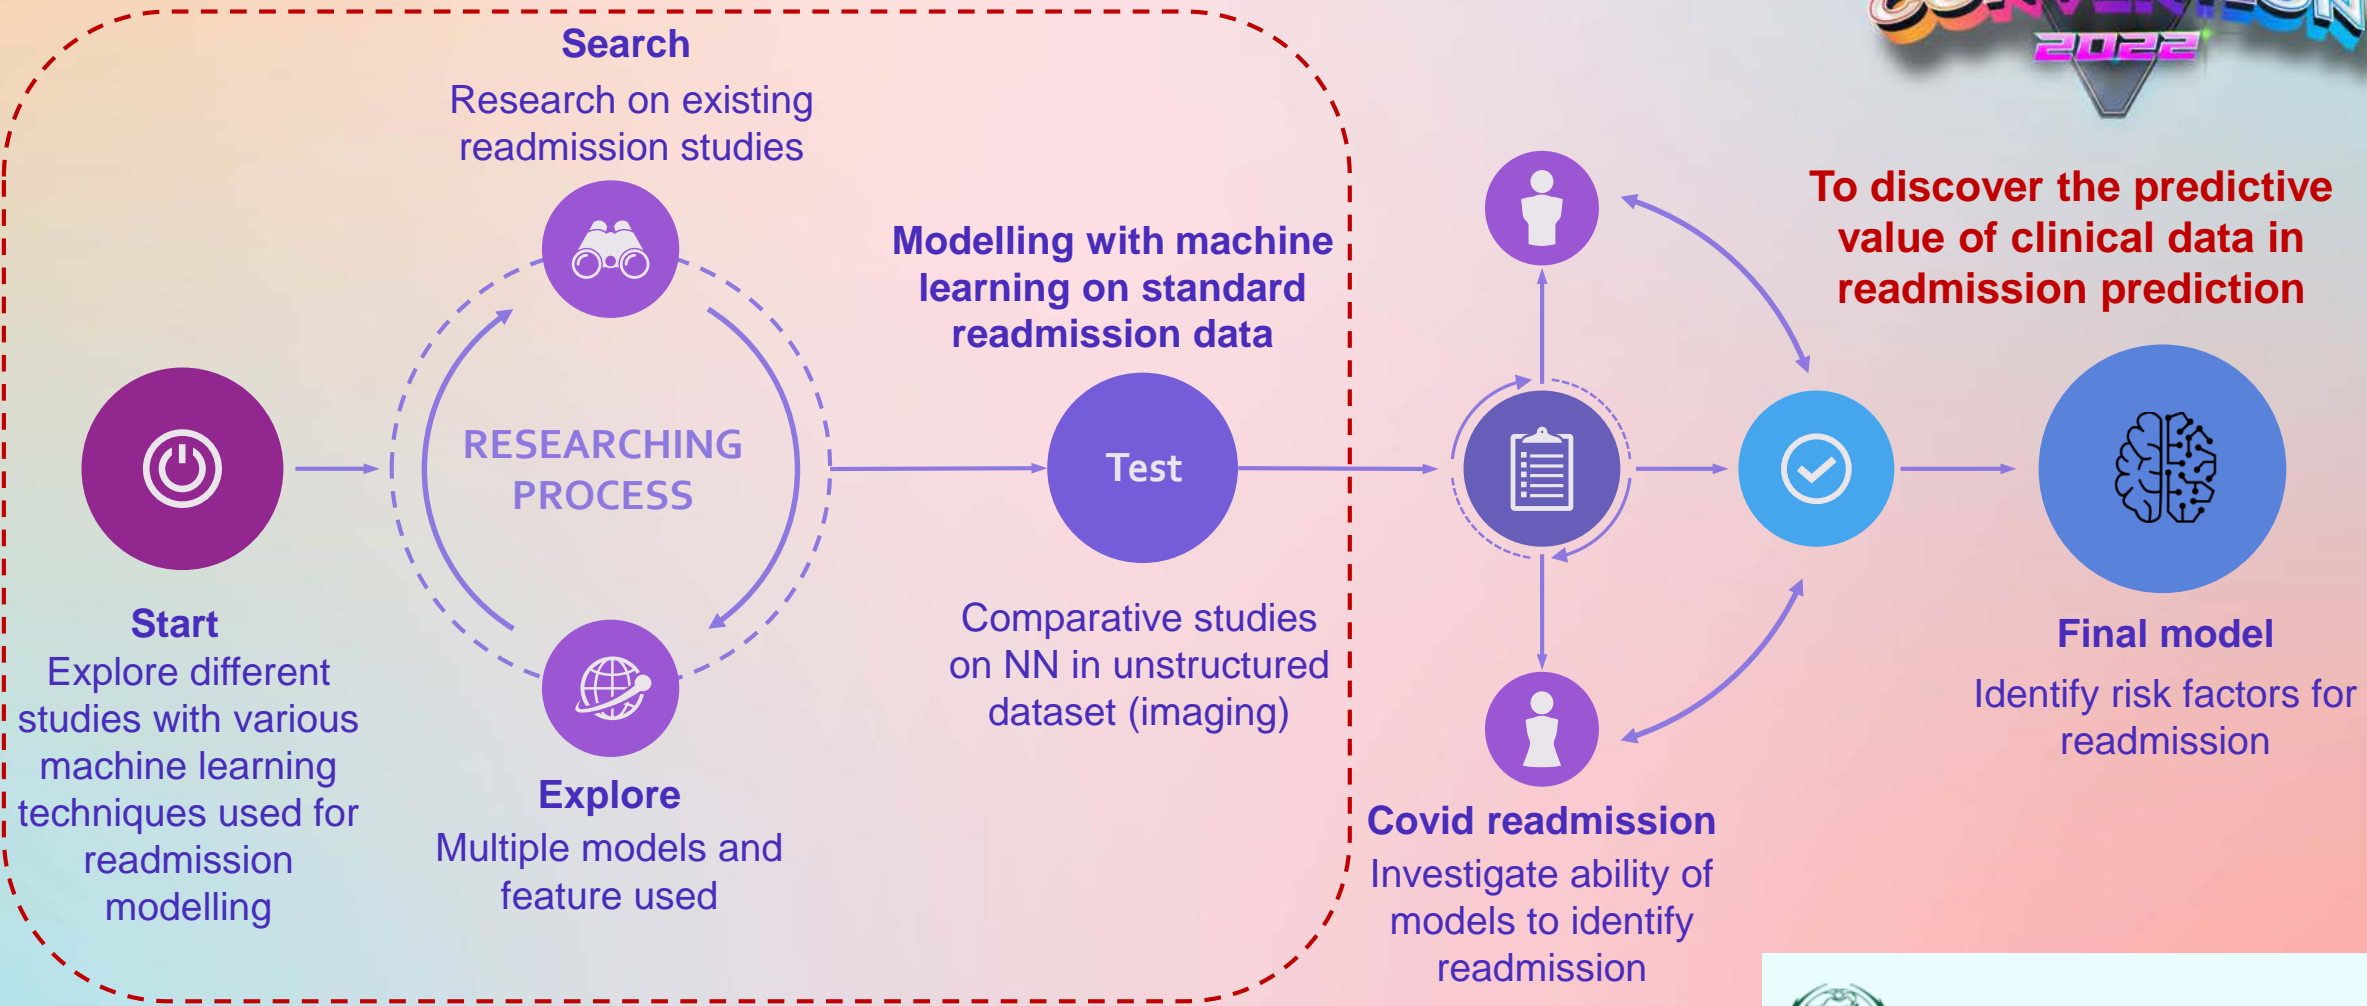 CONVENTION
2022
Search
Research on existing
readmission studies
RESEARCHING
PROCESS
Start
Explore different
studies with various
machine learning
techniques used for
readmission
modelling
Explore
Multiple models and
feature used
Modelling with machine
learning on standard
readmission data
Test
Comparative studies
on NN in unstructured
dataset (imaging)
Covid readmission
Investigate ability of
models to identify
readmission
To discover the predictive
value of clinical data in
readmission prediction
Final model
Identify risk factors for
readmission